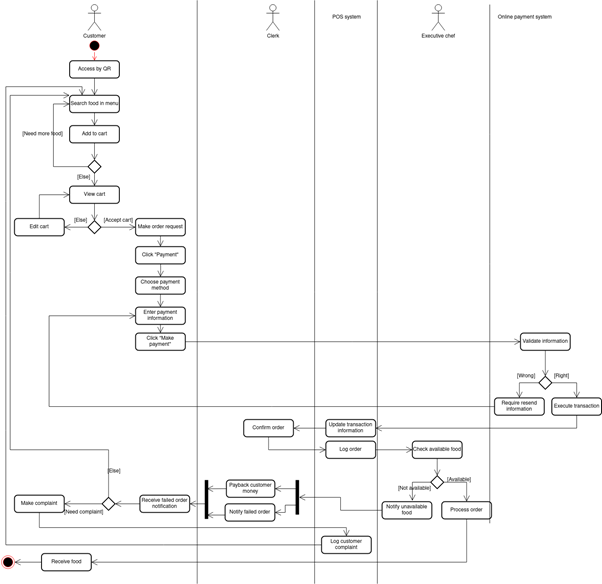 Customer
Clerk
POS system
Executive chef
Online payment system
Access by QR
Search food in menu
[Need more food]
Add to cart
[Else]
View cart
[Else]
[Accept cart]
Edit cart
Make order request
Click "Payment"
Choose payment
method
Enter payment
information
Click "Make
payment"
Validate information
[Wrong]
[Right]
Require resend
information
Execute transaction
Confirm order
Update transaction
information
Log order
Check available food
[Else]
[Not available]
[Available]
Payback customer
money
Make complaint
[Need complaint]
Receive failed order
notification
Notify failed order
Notify unavailable
food
Process order
Log customer
complaint
Receive food